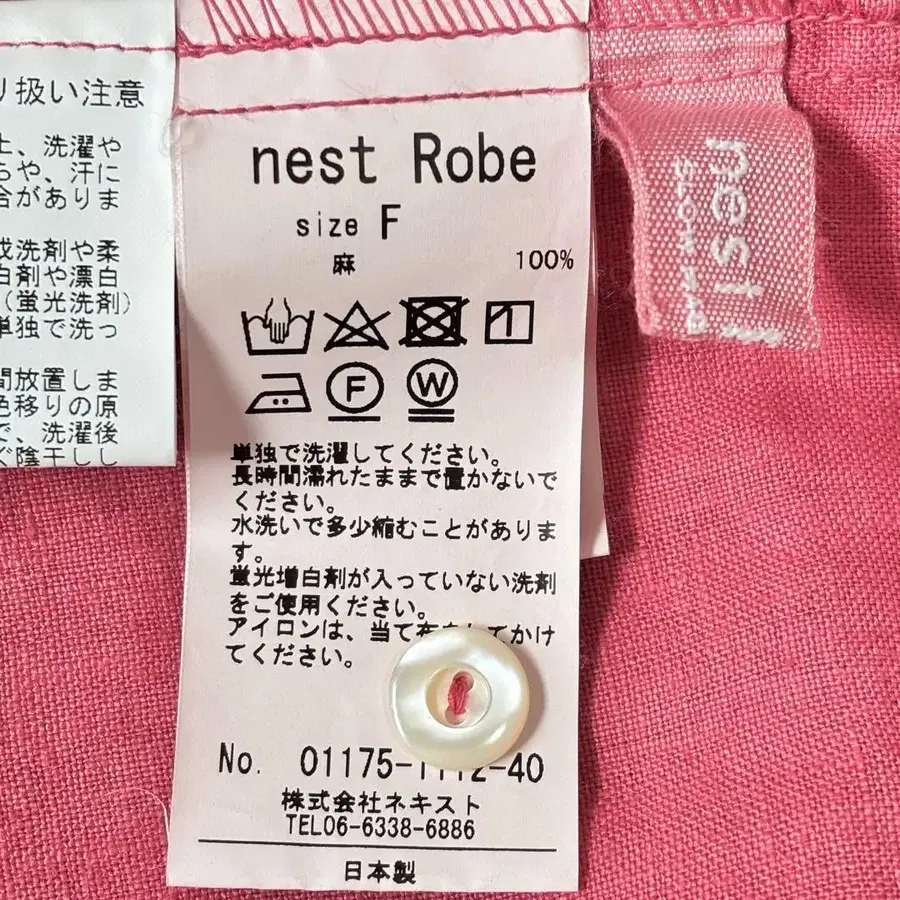 り扱い注意
、洗濯や
や、汗に
合がありま
洗剤や柔
白剤や漂白
(蛍光洗剤)
単独で洗っ
間放置しま
色移りの原
で、洗濯後
陰干しし
nest Robe
size F
麻 100%
F W
単独で洗濯してください。
長時間濡れたままで置かないで
ください。
水洗いで多少縮むことがありま
す。
蛍光増白剤が入っていない洗剤
をご使用ください。
アイロンは、当て てかけ
てください。
No. 01175-1112-40
株式会社ネキスト
TEL06-6338-6886
日本製
nest